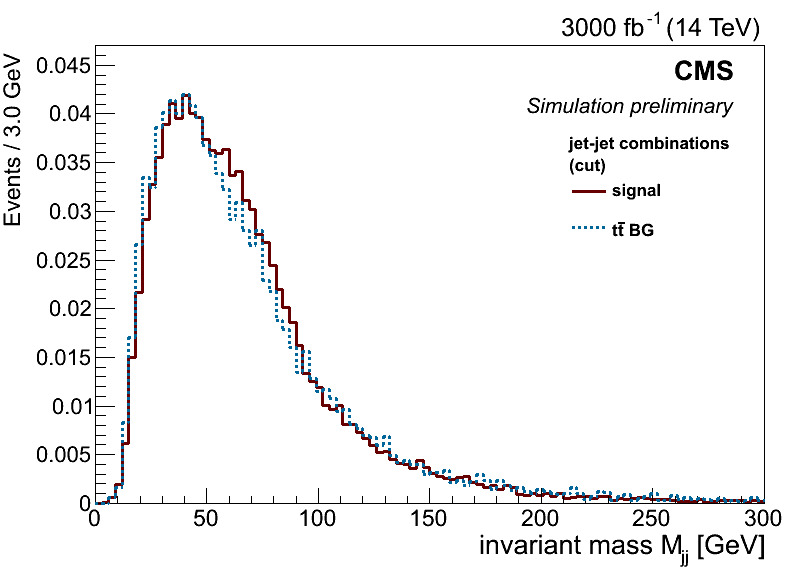 3000 fb⁻¹ (14 TeV)
CMS
Simulation preliminary
jet-jet combinations
(cut)
signal
tt̄ BG
Events / 3.0 GeV
0.045
0.04
0.035
0.03
0.025
0.02
0.015
0.01
0.005
0
0 50 100 150 200 250 300
invariant mass Mjj [GeV]